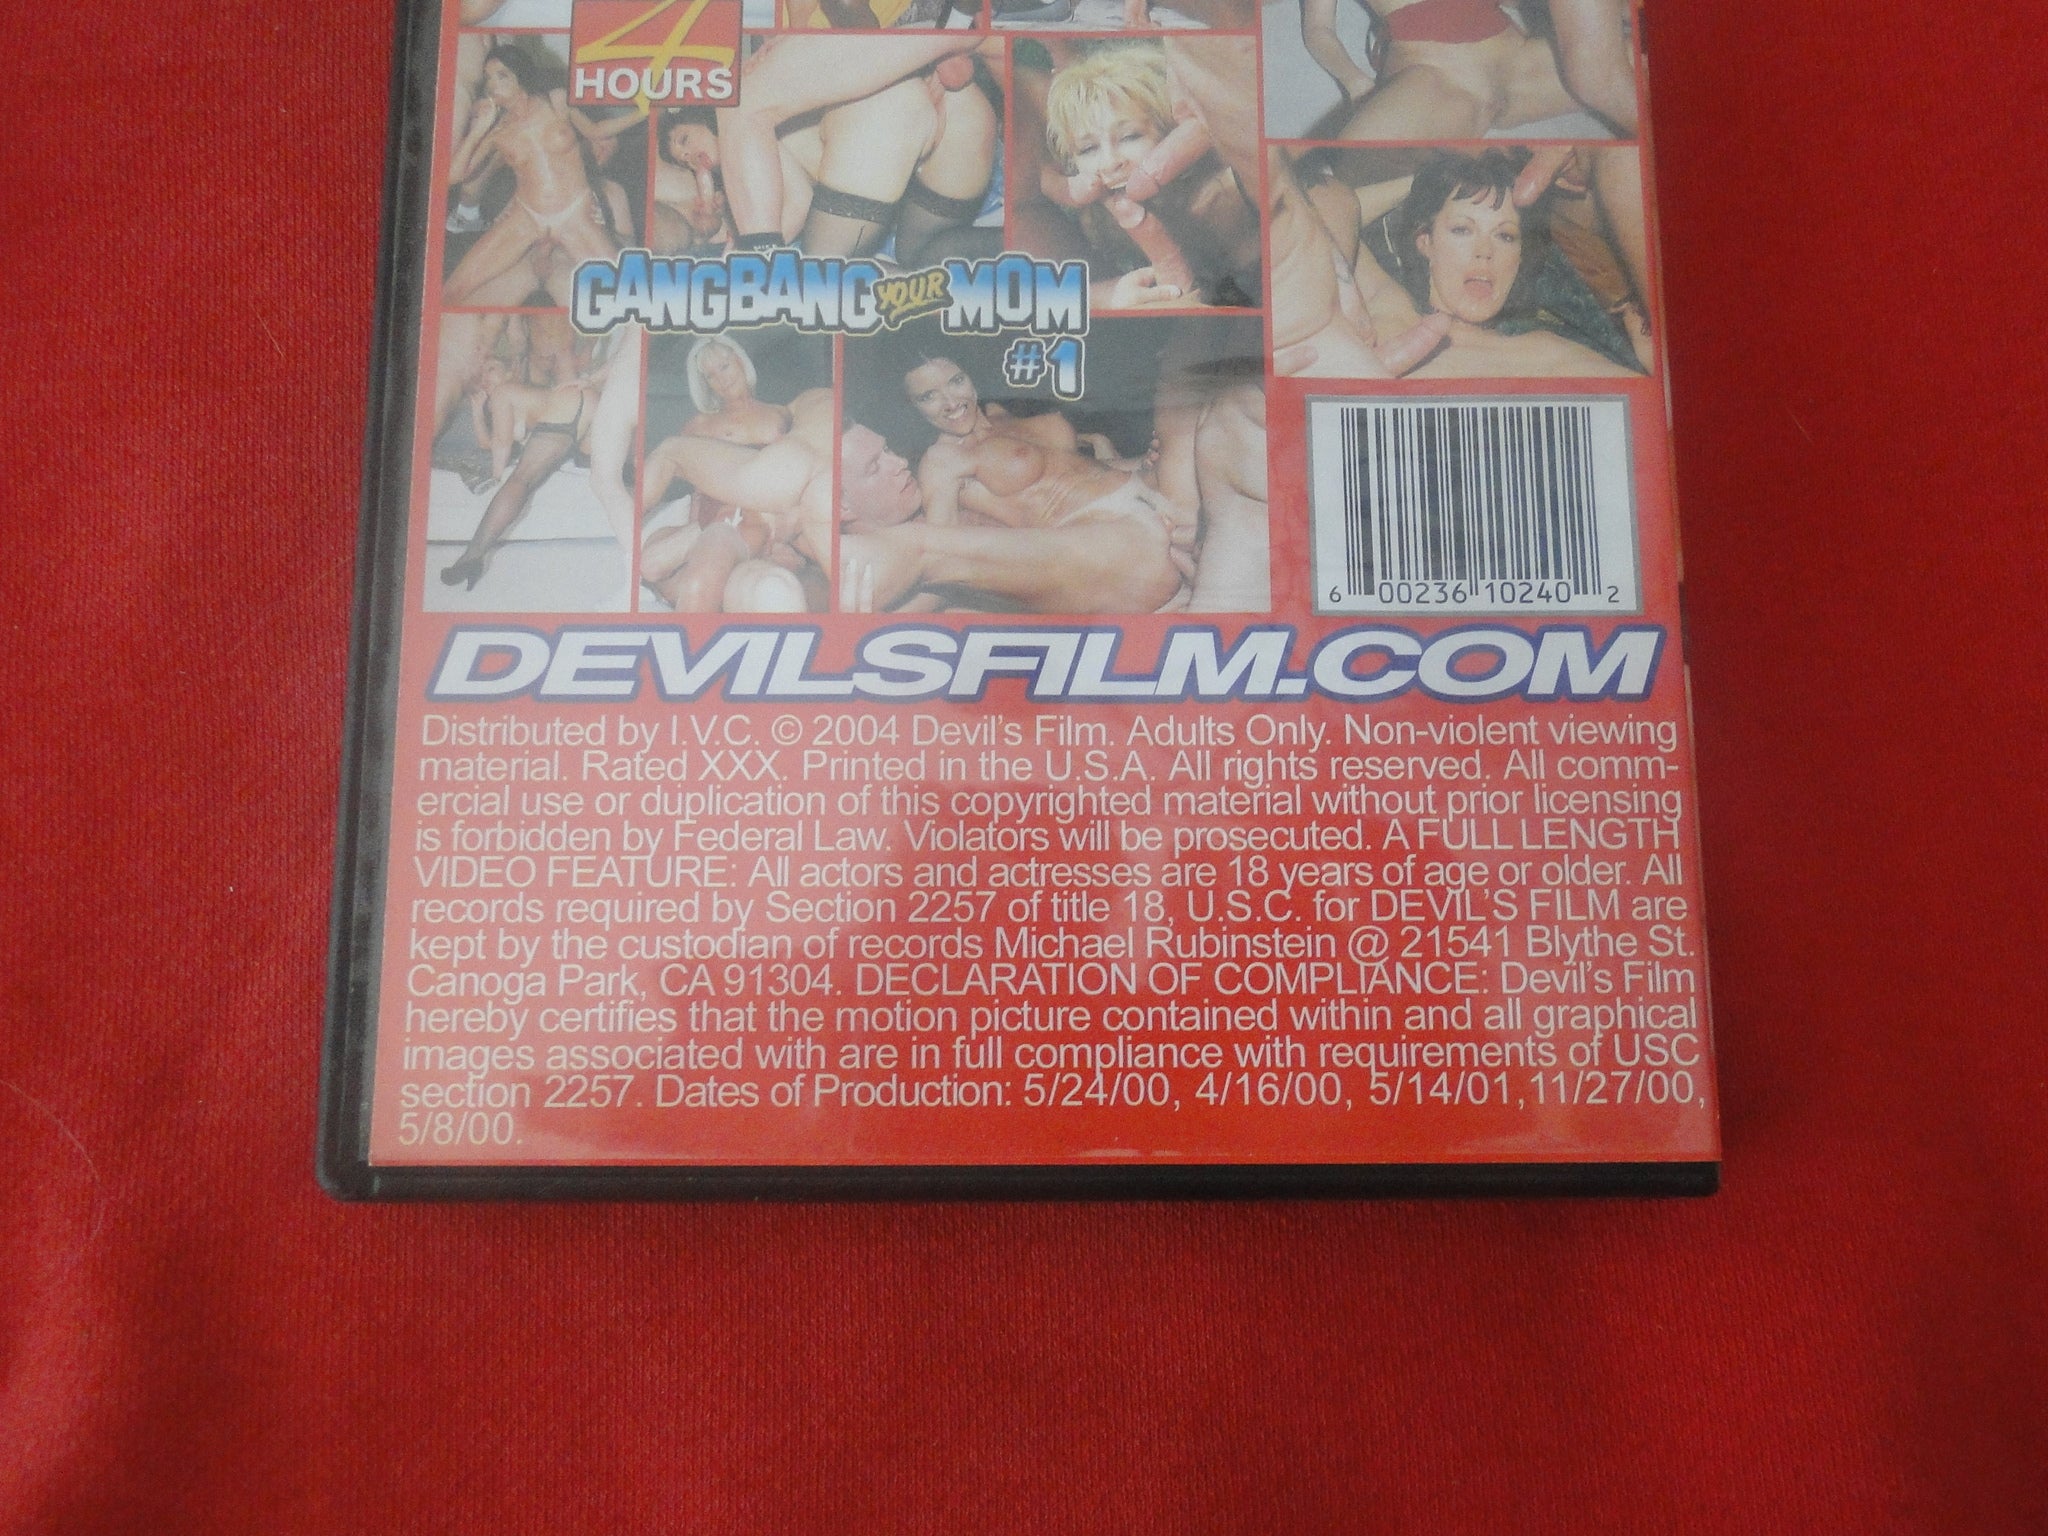 4
HOURS
GANGBANG YOUR MOM
#1
6 00236 10240 2
DEVILSFILM.COM
Distributed by I.V.C. © 2004 Devil's Film. Adults Only. Non-violent viewing
material. Rated XXX. Printed in the U.S.A. All rights reserved. All comm-
ercial use or duplication of this copyrighted material without prior licensing
is forbidden by Federal Law. Violators will be prosecuted. A FULL LENGTH
VIDEO FEATURE: All actors and actresses are 18 years of age or older. All
records required by Section 2257 of title 18, U.S.C. for DEVIL'S FILM are
kept by the custodian of records Michael Rubinstein @ 21541 Blythe St.
Canoga Park, CA 91304. DECLARATION OF COMPLIANCE: Devil's Film
hereby certifies that the motion picture contained within and all graphical
images associated with are in full compliance with requirements of USC
section 2257. Dates of Production: 5/24/00, 4/16/00, 5/14/01,11/27/00,
5/8/00.